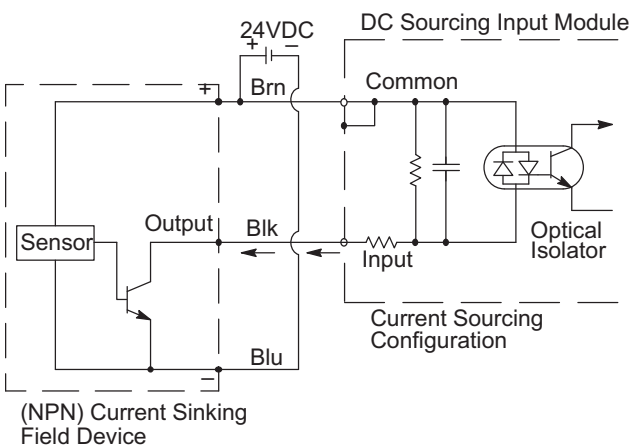 24VDC
DC Sourcing Input Module
+ −
+
Brn
Common
Output
Blk
Sensor
Input
Optical
Isolator
Current Sourcing
Configuration
Blu
−
(NPN) Current Sinking
Field Device